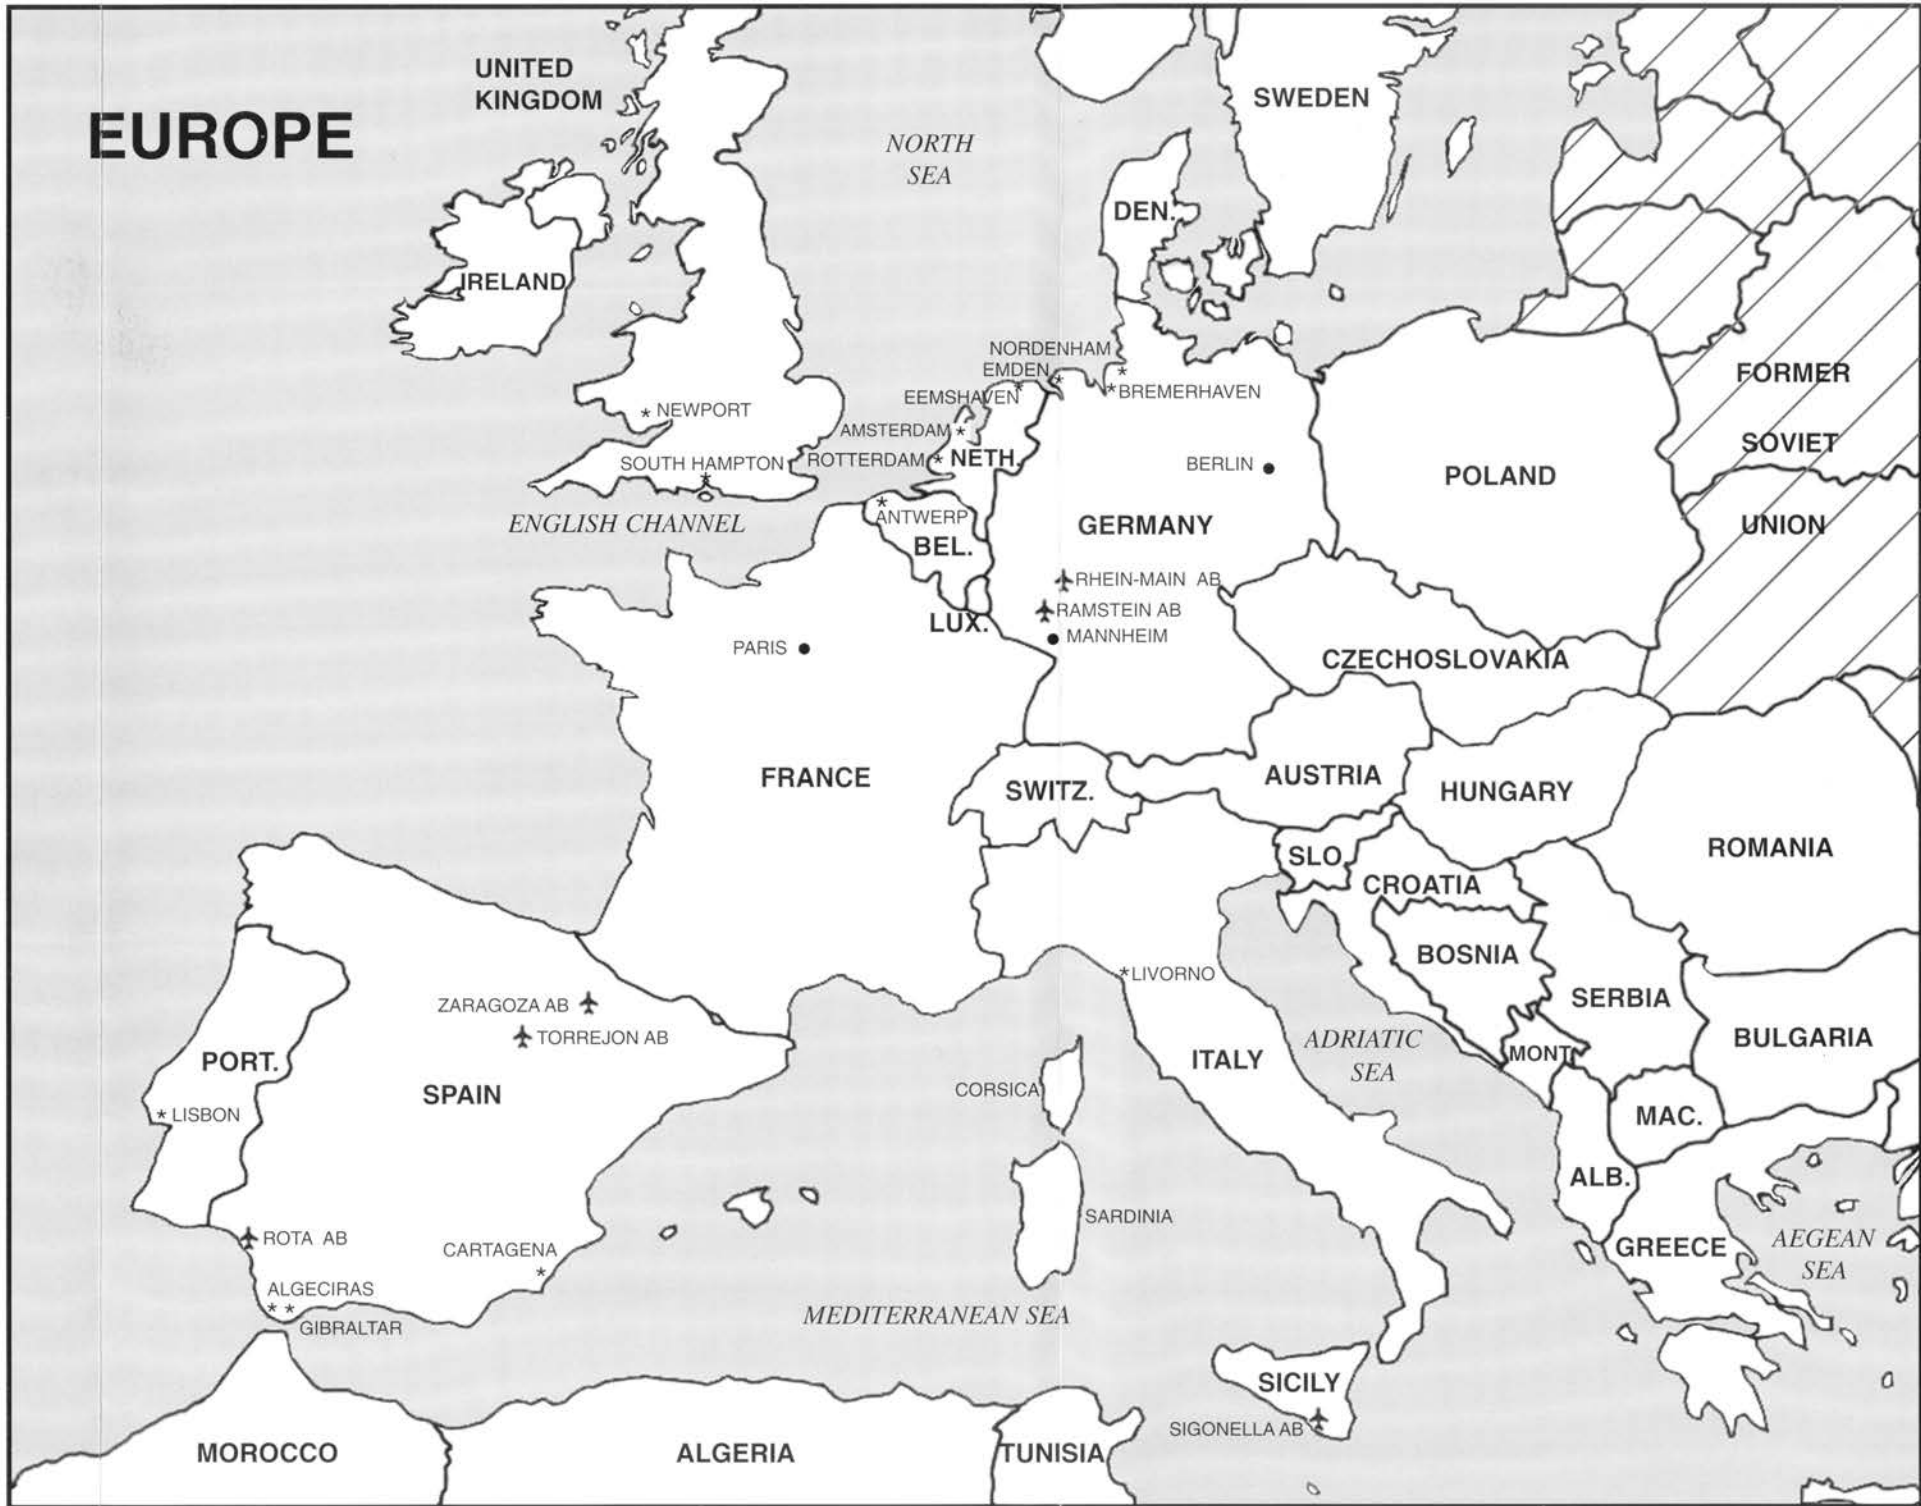 EUROPE
UNITED
KINGDOM
NORTH
SEA
SWEDEN
DEN.
IRELAND
NORDENHAM
EMDEN
* BREMERHAVEN
EEMSHAVEN
* NEWPORT
AMSTERDAM *
SOUTH HAMPTON
ROTTERDAM *
NETH.
BERLIN
POLAND
FORMER
SOVIET
UNION
ENGLISH CHANNEL
ANTWERP
BEL.
GERMANY
RHEIN-MAIN AB
RAMSTEIN AB
MANNHEIM
LUX.
PARIS
CZECHOSLOVAKIA
FRANCE
SWITZ.
AUSTRIA
HUNGARY
ROMANIA
SLO.
CROATIA
BOSNIA
SERBIA
* LIVORNO
ZARAGOZA AB
TORREJON AB
PORT.
SPAIN
* LISBON
ITALY
ADRIATIC
SEA
MONT.
BULGARIA
CORSICA
MAC.
ALB.
SARDINIA
ROTA AB
CARTAGENA
*
ALGECIRAS
* *
GIBRALTAR
MEDITERRANEAN SEA
GREECE
AEGEAN
SEA
SICILY
SIGONELLA AB
MOROCCO
ALGERIA
TUNISIA